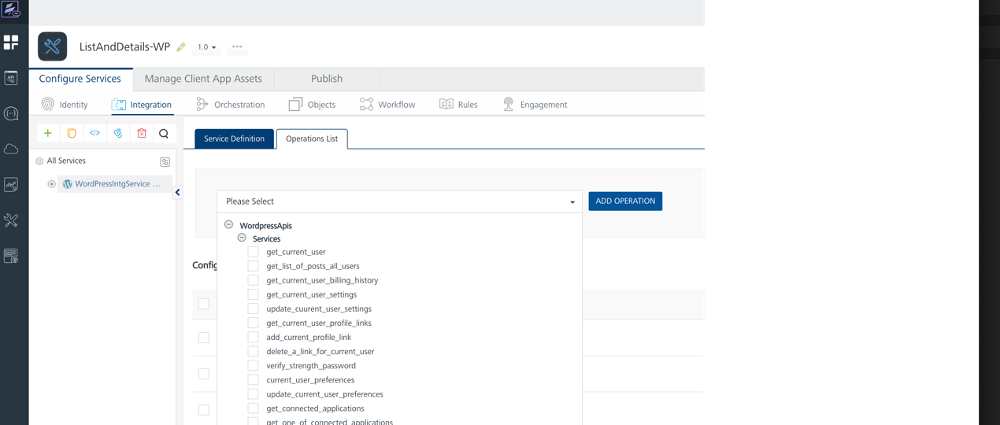 ListAndDetails-WP
1.0
Configure Services
Manage Client App Assets
Publish
Identity
Integration
Orchestration
Objects
Workflow
Rules
Engagement
Service Definition
Operations List
All Services
WordPressIntgService ...
Please Select
ADD OPERATION
WordpressApis
Services
get_current_user
get_list_of_posts_all_users
get_current_user_billing_history
get_current_user_settings
update_cuurent_user_settings
get_current_user_profile_links
add_current_profile_link
delete_a_link_for_current_user
verify_strength_password
current_user_preferences
update_current_user_preferences
get_connected_applications
get_one_of_connected_applications
Config
API